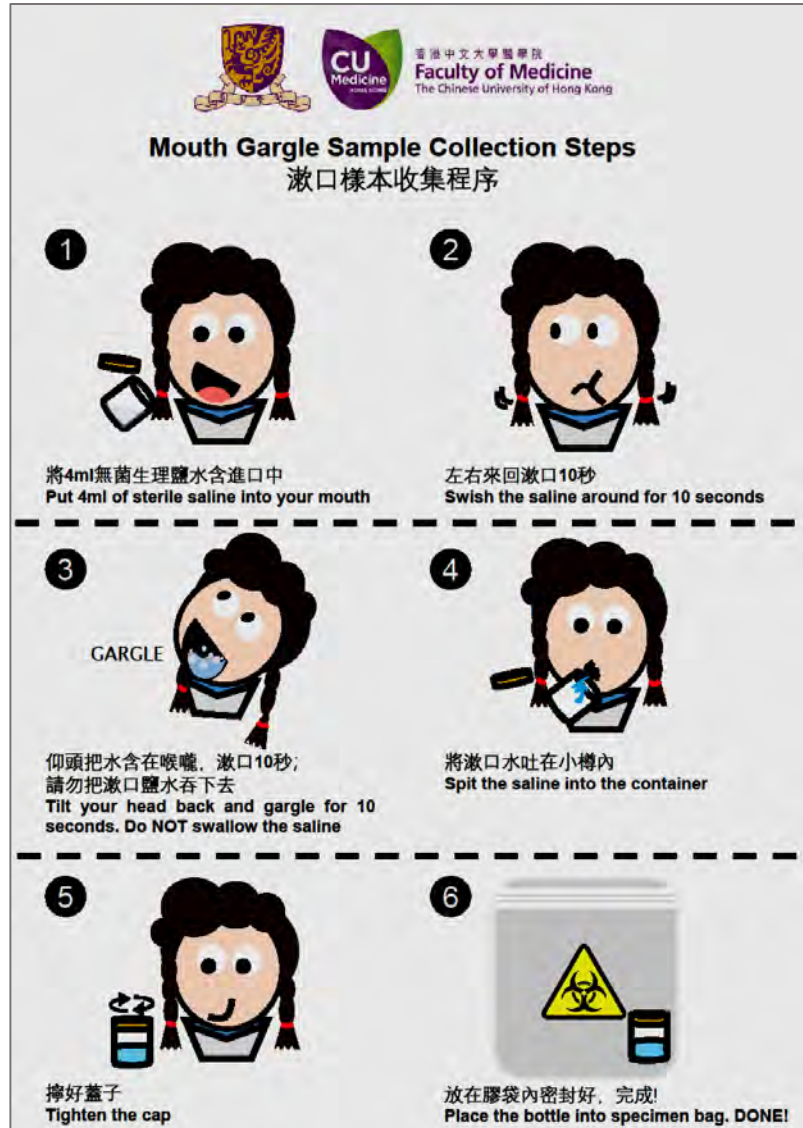 CU
Medicine
HONG KONG
香港中文大學醫學院
Faculty of Medicine
The Chinese University of Hong Kong
Mouth Gargle Sample Collection Steps
漱口樣本收集程序
1
將4ml無菌生理鹽水含進口中
Put 4ml of sterile saline into your mouth
2
左右來回漱口10秒
Swish the saline around for 10 seconds
3
GARGLE
仰頭把水含在喉嚨，漱口10秒；
請勿把漱口鹽水吞下去
Tilt your head back and gargle for 10
seconds. Do NOT swallow the saline
4
將漱口水吐在小樽內
Spit the saline into the container
5
擰好蓋子
Tighten the cap
6
放在膠袋內密封好，完成!
Place the bottle into specimen bag. DONE!